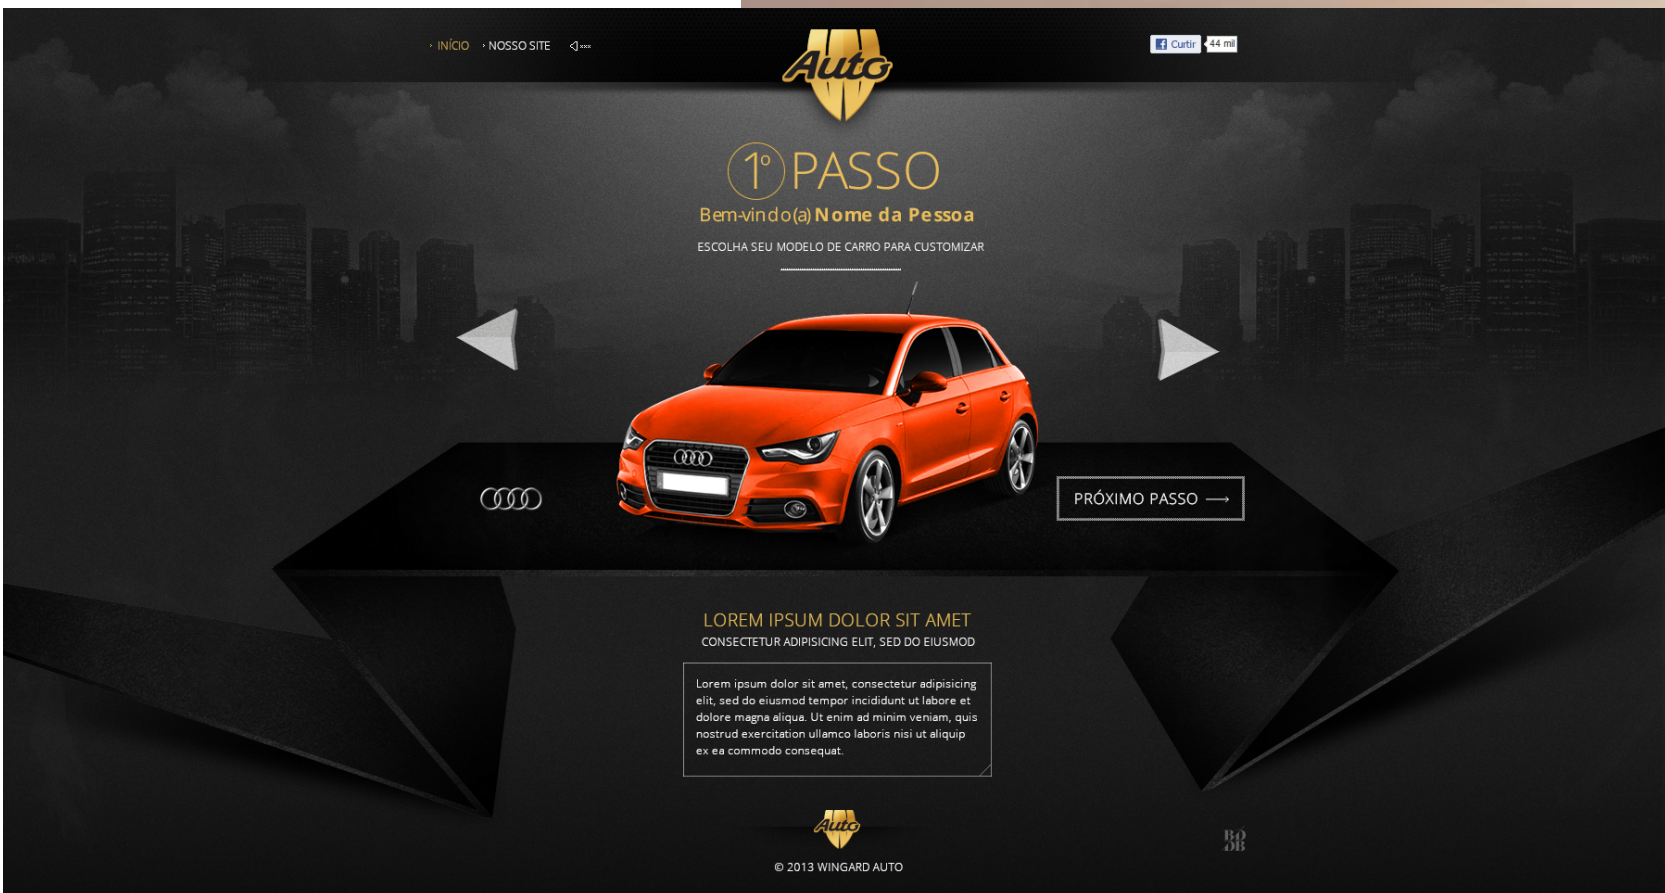 INÍCIO
NOSSO SITE
Curtir
44 mil
Auto
1º PASSO
Bem-vindo(a) Nome da Pessoa
ESCOLHA SEU MODELO DE CARRO PARA CUSTOMIZAR
PRÓXIMO PASSO
LOREM IPSUM DOLOR SIT AMET
CONSECTETUR ADIPISICING ELIT, SED DO EIUSMOD
Lorem ipsum dolor sit amet, consectetur adipisicing
elit, sed do eiusmod tempor incididunt ut labore et
dolore magna aliqua. Ut enim ad minim veniam, quis
nostrud exercitation ullamco laboris nisi ut aliquip
ex ea commodo consequat.
Auto
© 2013 WINGARD AUTO